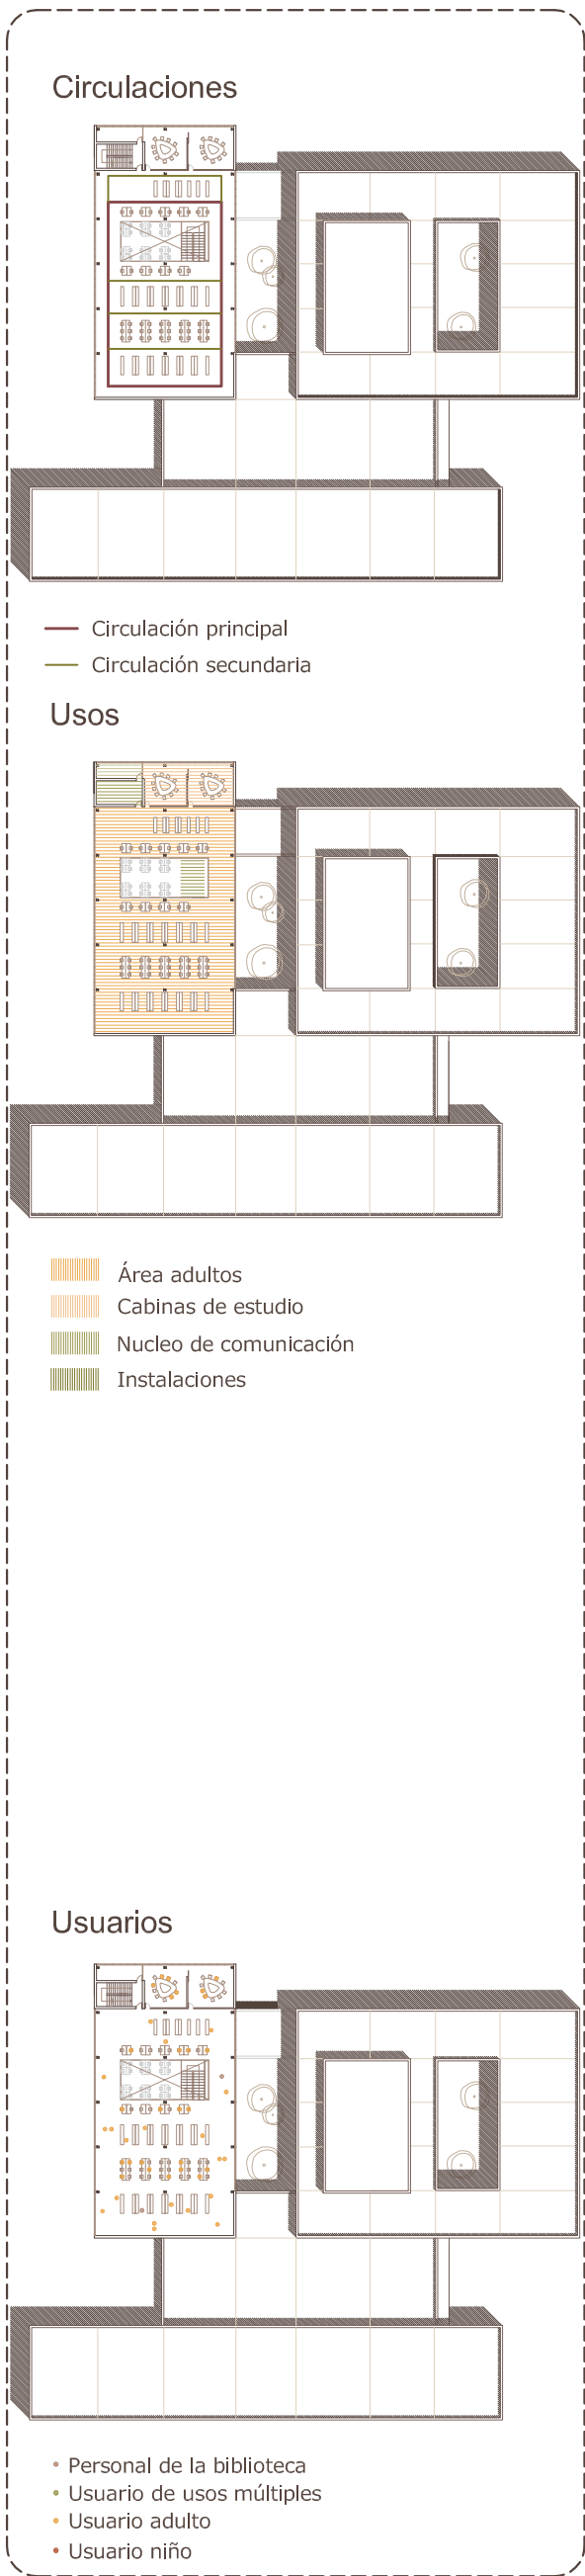 Circulaciones
Circulación principal
Circulación secundaria
Usos
Área adultos
Cabinas de estudio
Nucleo de comunicación
Instalaciones
Usuarios
Personal de la biblioteca
Usuario de usos múltiples
Usuario adulto
Usuario niño